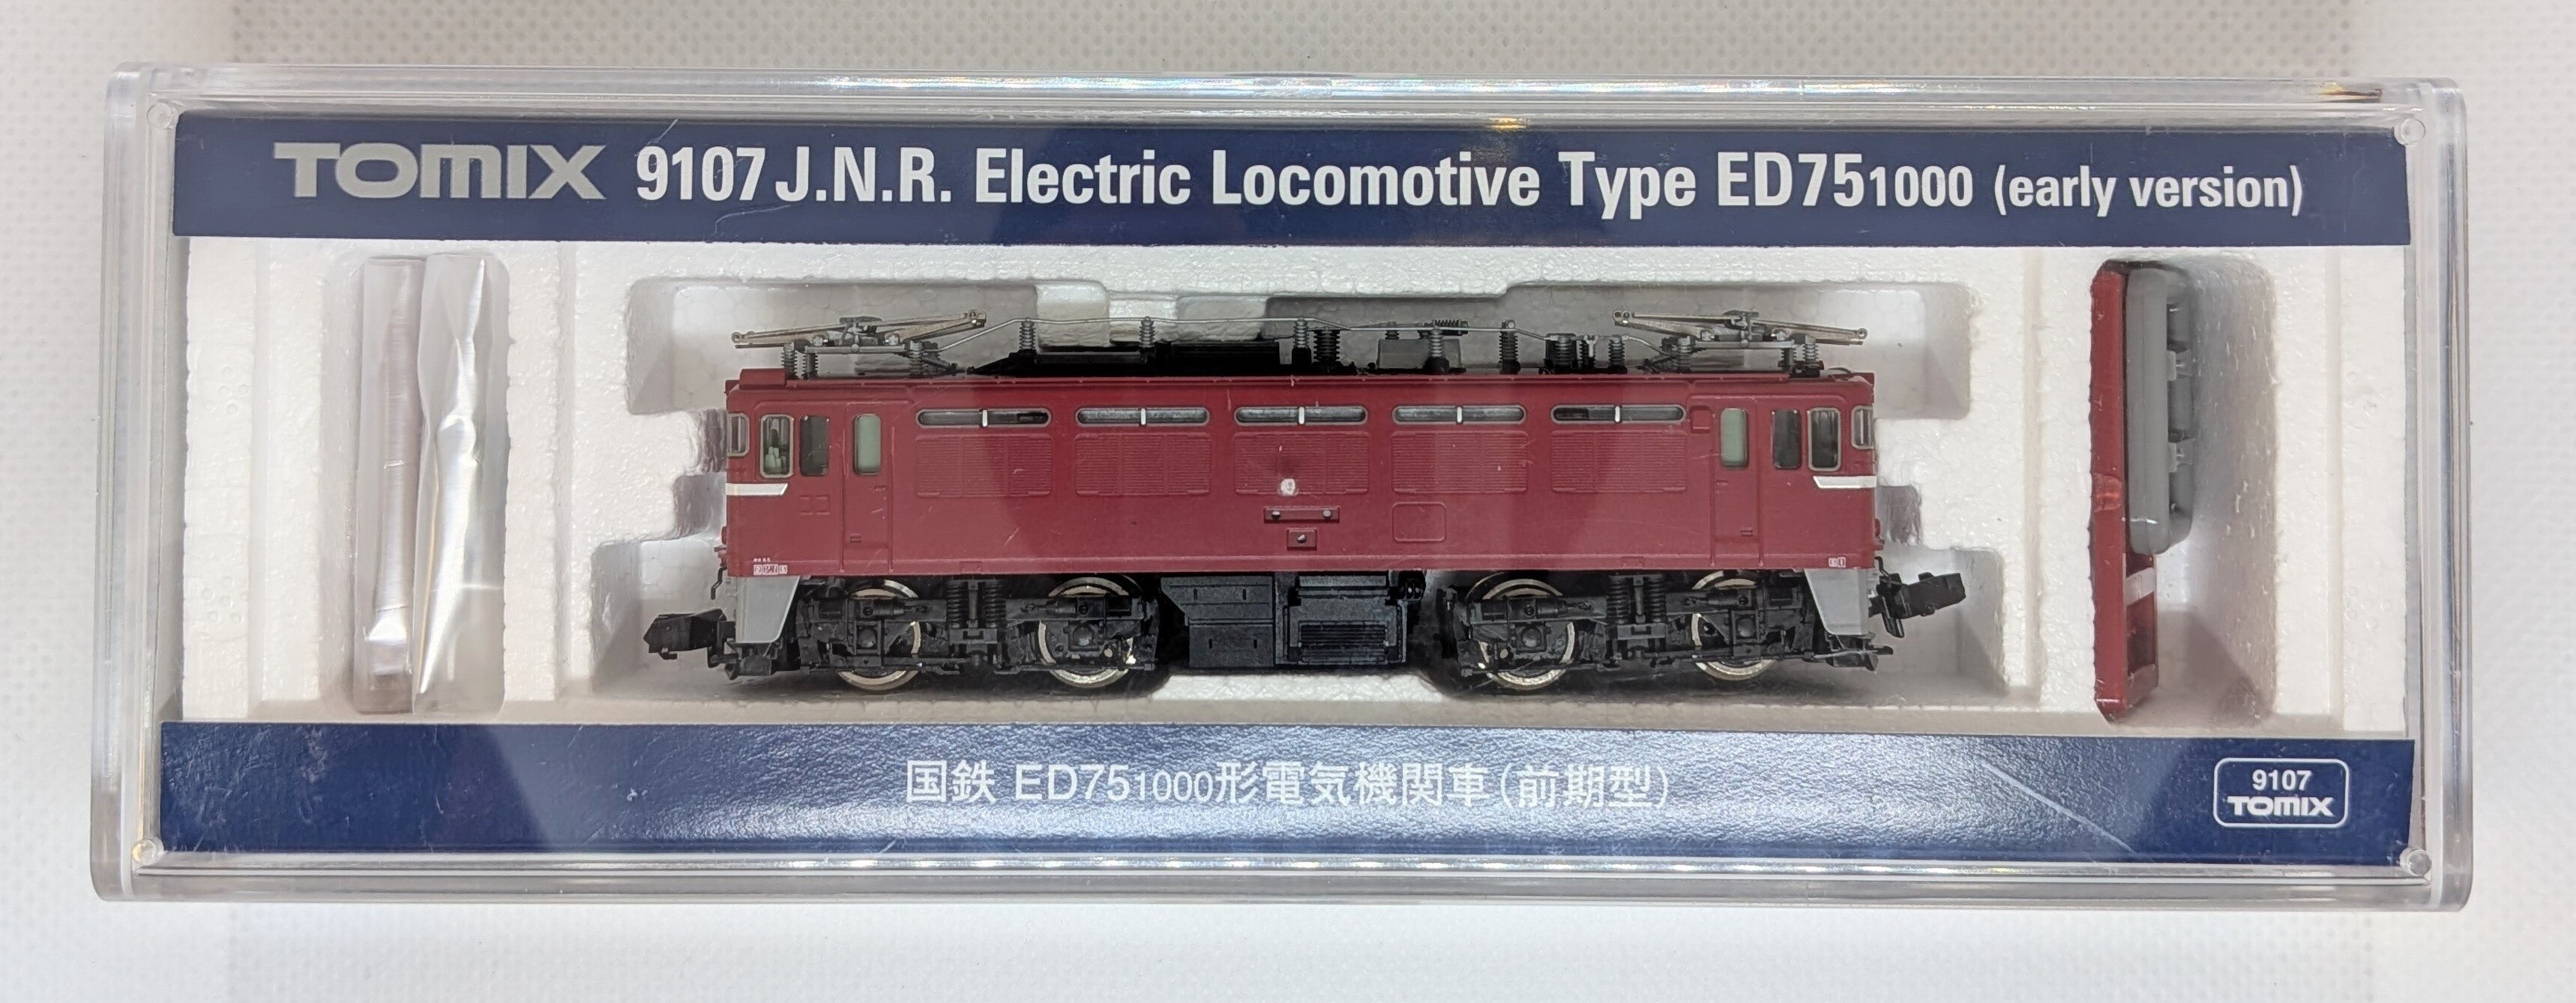 TOMIX 9107 J.N.R. Electric Locomotive Type ED751000 (early version)
国鉄 ED751000形電気機関車(前期型)
9107
TOMIX